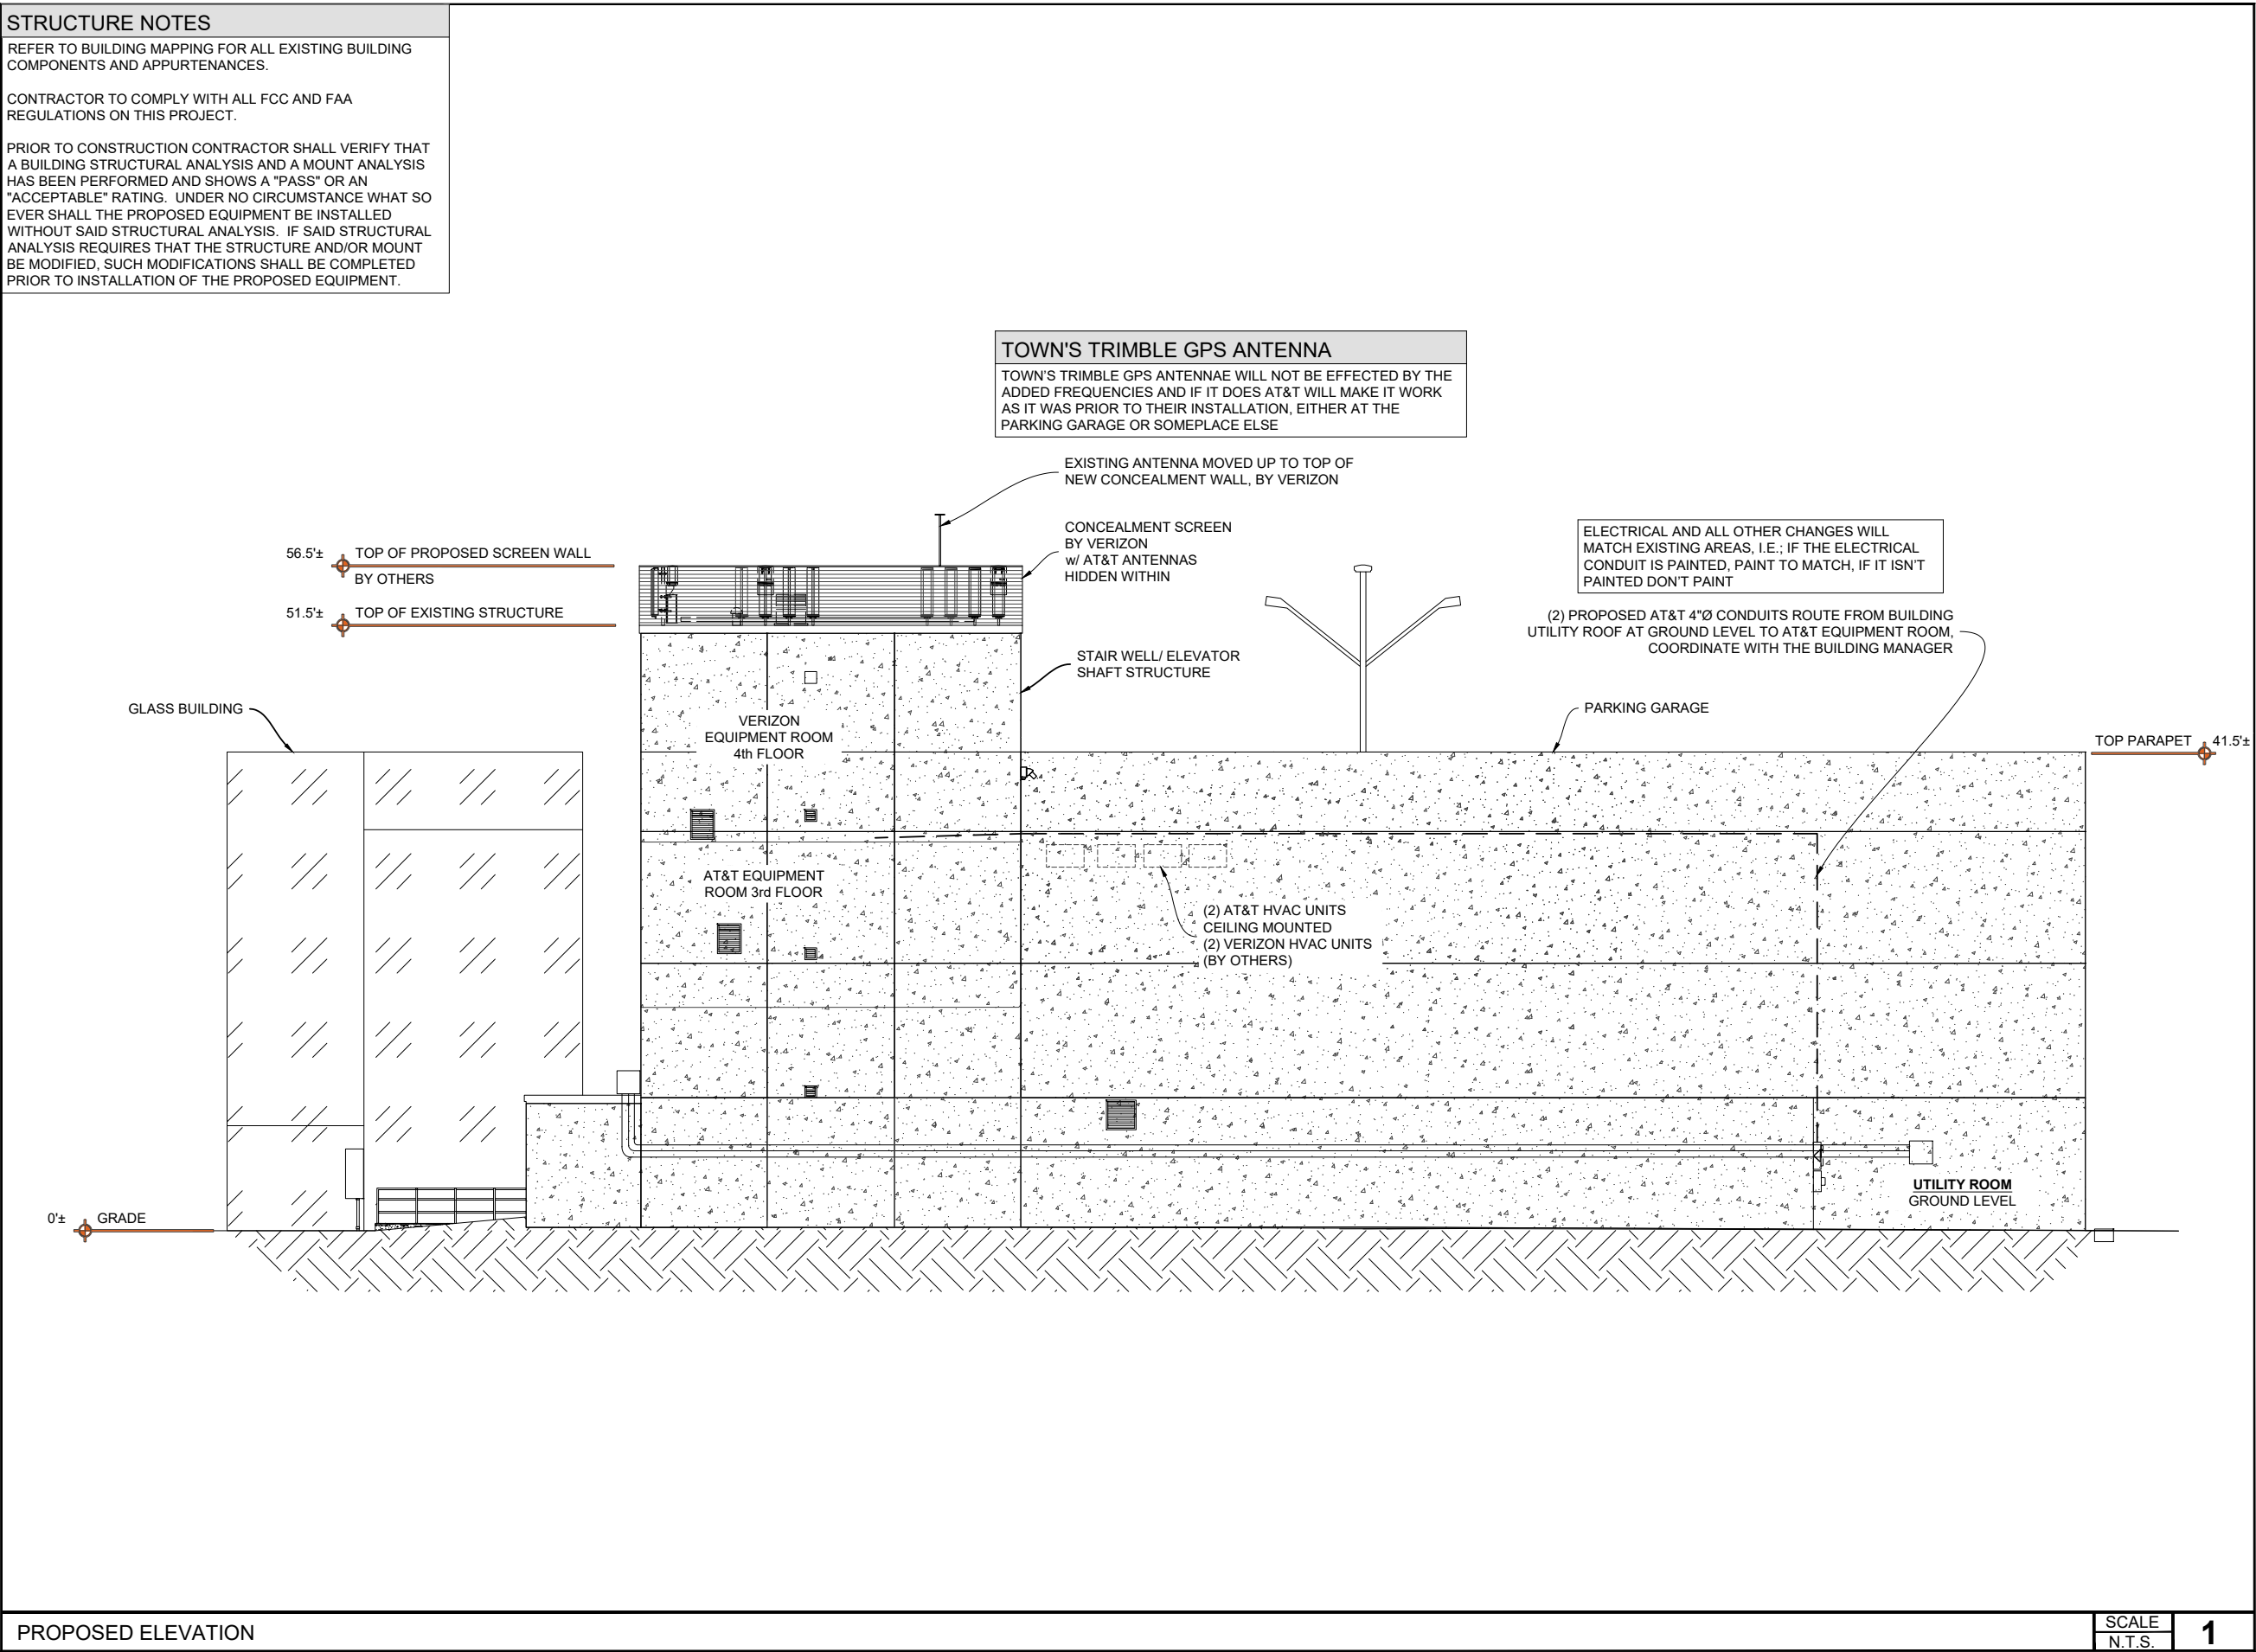 STRUCTURE NOTES
REFER TO BUILDING MAPPING FOR ALL EXISTING BUILDING
COMPONENTS AND APPURTENANCES.
CONTRACTOR TO COMPLY WITH ALL FCC AND FAA
REGULATIONS ON THIS PROJECT.
PRIOR TO CONSTRUCTION CONTRACTOR SHALL VERIFY THAT
A BUILDING STRUCTURAL ANALYSIS AND A MOUNT ANALYSIS
HAS BEEN PERFORMED AND SHOWS A "PASS" OR AN
"ACCEPTABLE" RATING. UNDER NO CIRCUMSTANCE WHAT SO
EVER SHALL THE PROPOSED EQUIPMENT BE INSTALLED
WITHOUT SAID STRUCTURAL ANALYSIS. IF SAID STRUCTURAL
ANALYSIS REQUIRES THAT THE STRUCTURE AND/OR MOUNT
BE MODIFIED, SUCH MODIFICATIONS SHALL BE COMPLETED
PRIOR TO INSTALLATION OF THE PROPOSED EQUIPMENT.
TOWN'S TRIMBLE GPS ANTENNA
TOWN'S TRIMBLE GPS ANTENNAE WILL NOT BE EFFECTED BY THE
ADDED FREQUENCIES AND IF IT DOES AT&T WILL MAKE IT WORK
AS IT WAS PRIOR TO THEIR INSTALLATION, EITHER AT THE
PARKING GARAGE OR SOMEPLACE ELSE
EXISTING ANTENNA MOVED UP TO TOP OF
NEW CONCEALMENT WALL, BY VERIZON
CONCEALMENT SCREEN
BY VERIZON
w/ AT&T ANTENNAS
HIDDEN WITHIN
ELECTRICAL AND ALL OTHER CHANGES WILL
MATCH EXISTING AREAS, I.E.; IF THE ELECTRICAL
CONDUIT IS PAINTED, PAINT TO MATCH, IF IT ISN'T
PAINTED DON'T PAINT
56.5'± TOP OF PROPOSED SCREEN WALL
BY OTHERS
51.5'± TOP OF EXISTING STRUCTURE
(2) PROPOSED AT&T 4"Ø CONDUITS ROUTE FROM BUILDING
UTILITY ROOF AT GROUND LEVEL TO AT&T EQUIPMENT ROOM,
COORDINATE WITH THE BUILDING MANAGER
STAIR WELL/ ELEVATOR
SHAFT STRUCTURE
GLASS BUILDING
PARKING GARAGE
VERIZON
EQUIPMENT ROOM
4th FLOOR
TOP PARAPET 41.5'±
AT&T EQUIPMENT
ROOM 3rd FLOOR
(2) AT&T HVAC UNITS
CEILING MOUNTED
(2) VERIZON HVAC UNITS
(BY OTHERS)
UTILITY ROOM
GROUND LEVEL
0'± GRADE
PROPOSED ELEVATION
SCALE
N.T.S.
1